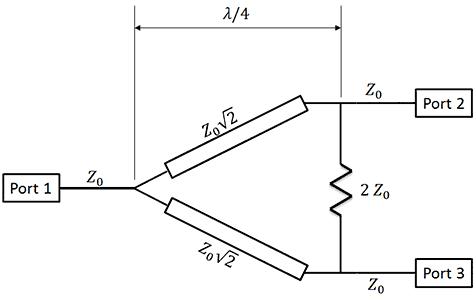 λ/4
Z₀
Port 2
Z₀√2
Z₀
Port 1
2 Z₀
Z₀√2
Port 3
Z₀